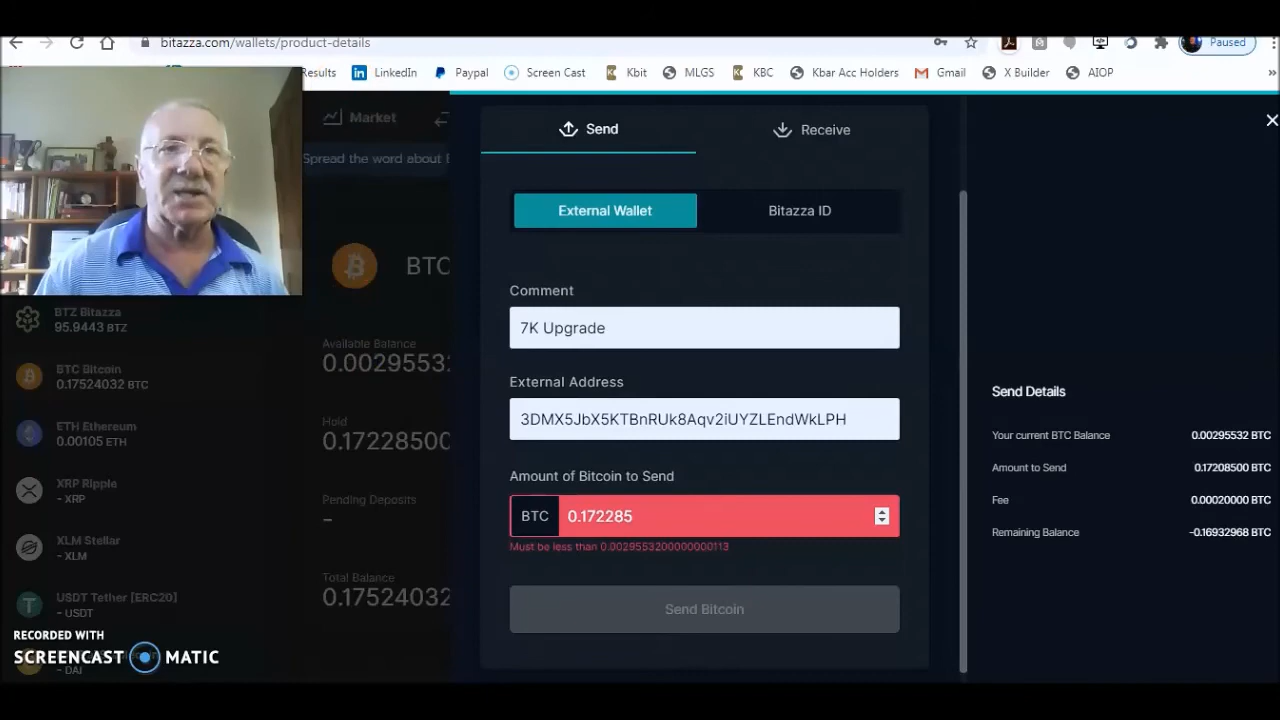 bitazza.com/wallets/product-details
Paused
Results
LinkedIn
Paypal
Screen Cast
Kbit
MLGS
KBC
Kbar Acc Holders
Gmail
X Builder
AIOP
»
Market
Send
Receive
Spread the word about
External Wallet
Bitazza ID
BTC
Comment
7K Upgrade
BTZ Bitazza
95.9443 BTZ
Available Balance
0.0029553
BTC Bitcoin
0.17524032 BTC
External Address
3DMX5JbX5KTBnRUk8Aqv2iUYZLEndWkLPH
Send Details
ETH Ethereum
0.00105 ETH
Hold
0.17228500
Your current BTC Balance
0.00295532 BTC
Amount of Bitcoin to Send
Amount to Send
0.17208500 BTC
XRP Ripple
- XRP
Pending Deposits
–
BTC
0.172285
Fee
0.00020000 BTC
Remaining Balance
-0.16932968 BTC
Must be less than 0.0029553200000000113
XLM Stellar
- XLM
Total Balance
0.17524032
USDT Tether [ERC20]
- USDT
Send Bitcoin
RECORDED WITH
SCREENCAST MATIC
- DAI